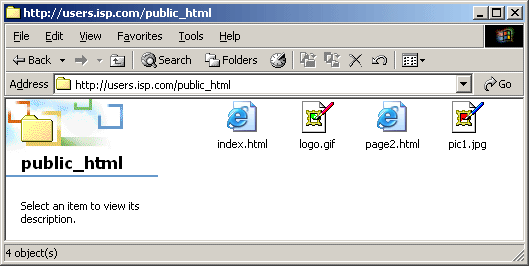 http://users.isp.com/public_html
File Edit View Favorites Tools Help
Back Search Folders
Address http://users.isp.com/public_html Go
index.html logo.gif page2.html pic1.jpg
public_html
Select an item to view its
description.
4 object(s)